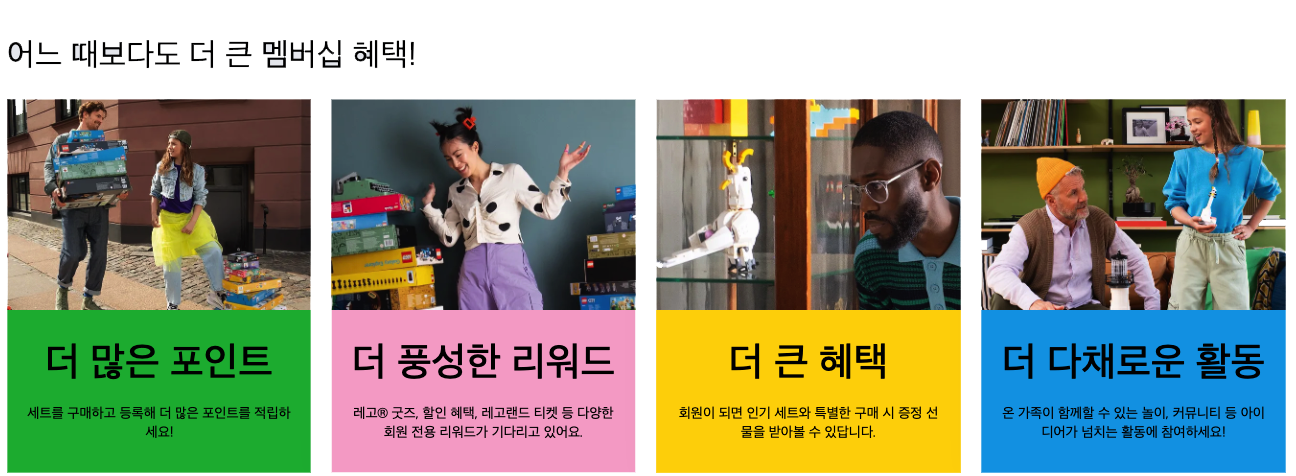 어느 때보다도 더 큰 멤버십 혜택!
더 많은 포인트
세트를 구매하고 등록해 더 많은 포인트를 적립하
세요!
더 풍성한 리워드
레고® 굿즈, 할인 혜택, 레고랜드 티켓 등 다양한
회원 전용 리워드가 기다리고 있어요.
더 큰 혜택
회원이 되면 인기 세트와 특별한 구매 시 증정 선
물을 받아볼 수 있답니다.
더 다채로운 활동
온 가족이 함께할 수 있는 놀이, 커뮤니티 등 아이
디어가 넘치는 활동에 참여하세요!